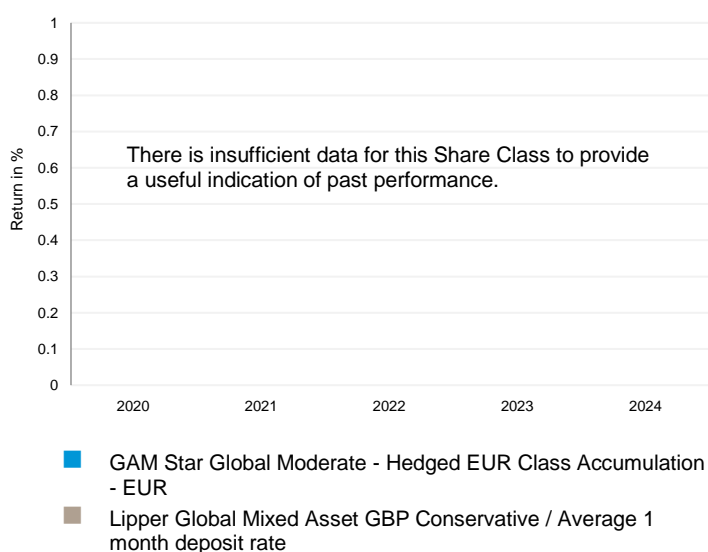 1
0.9
0.8
0.7
0.6
0.5
0.4
0.3
0.2
0.1
0
Return in %
There is insufficient data for this Share Class to provide
a useful indication of past performance.
2020 2021 2022 2023 2024
GAM Star Global Moderate - Hedged EUR Class Accumulation
- EUR
Lipper Global Mixed Asset GBP Conservative / Average 1
month deposit rate